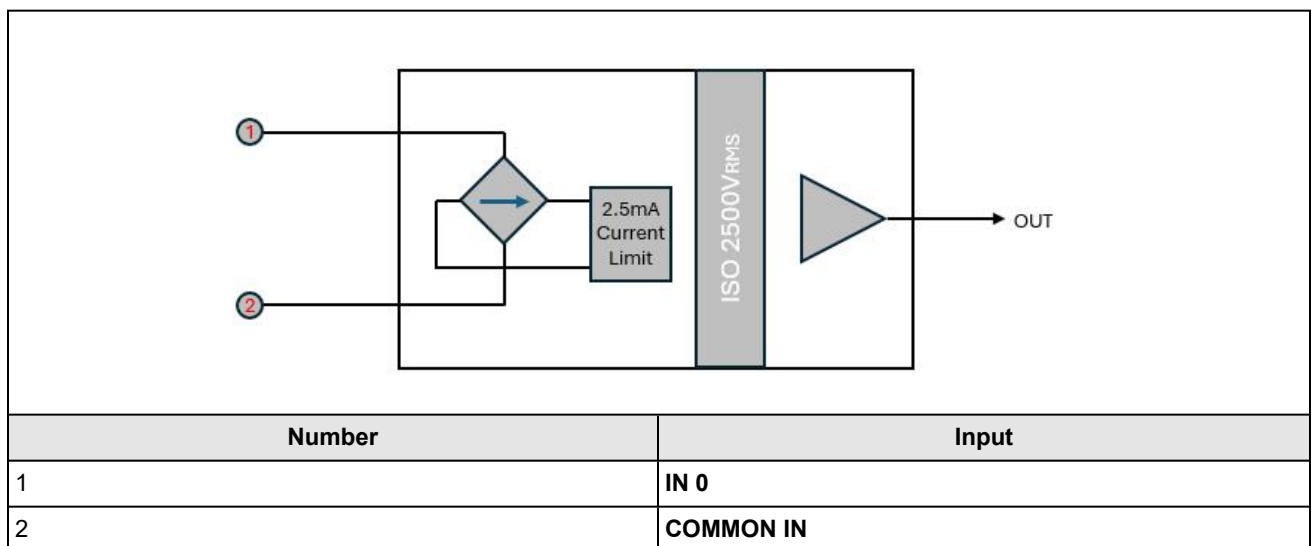 1
2
2.5mA
Current
Limit
ISO 2500VRMS
OUT
Number Input
1 IN 0
2 COMMON IN